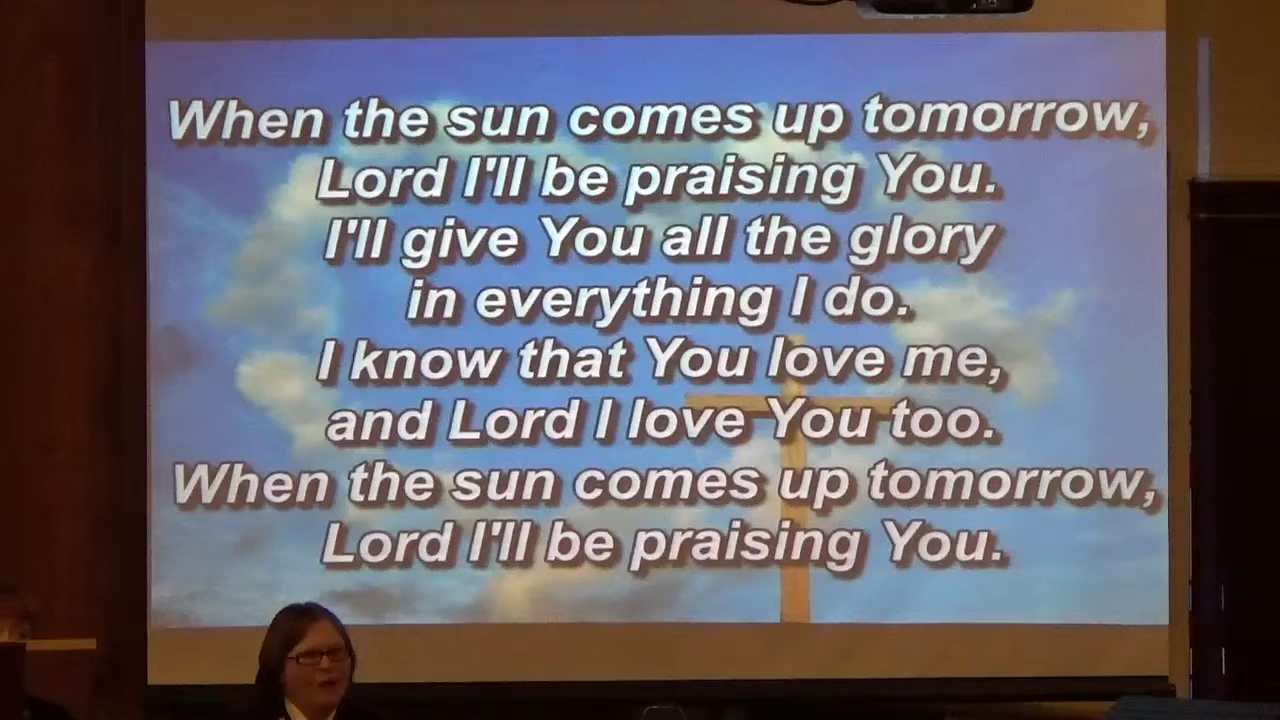 When the sun comes up tomorrow,
Lord I'll be praising You.
I'll give You all the glory
in everything I do.
I know that You love me,
and Lord I love You too.
When the sun comes up tomorrow,
Lord I'll be praising You.